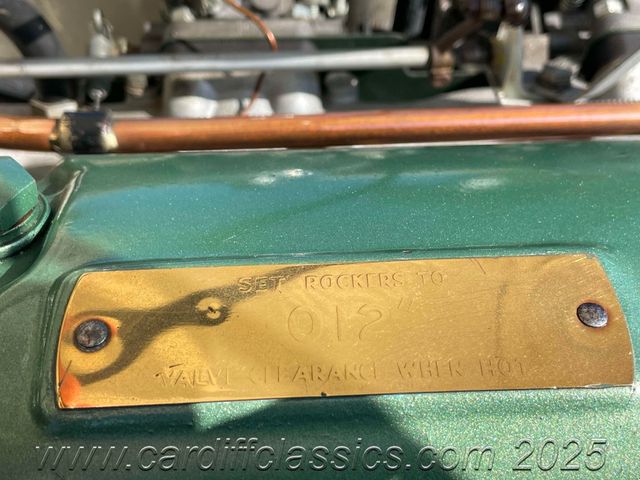 SET ROCKERS TO
012"
VALVE CLEARANCE WHEN HOT
www.cardiffclassics.com 2025